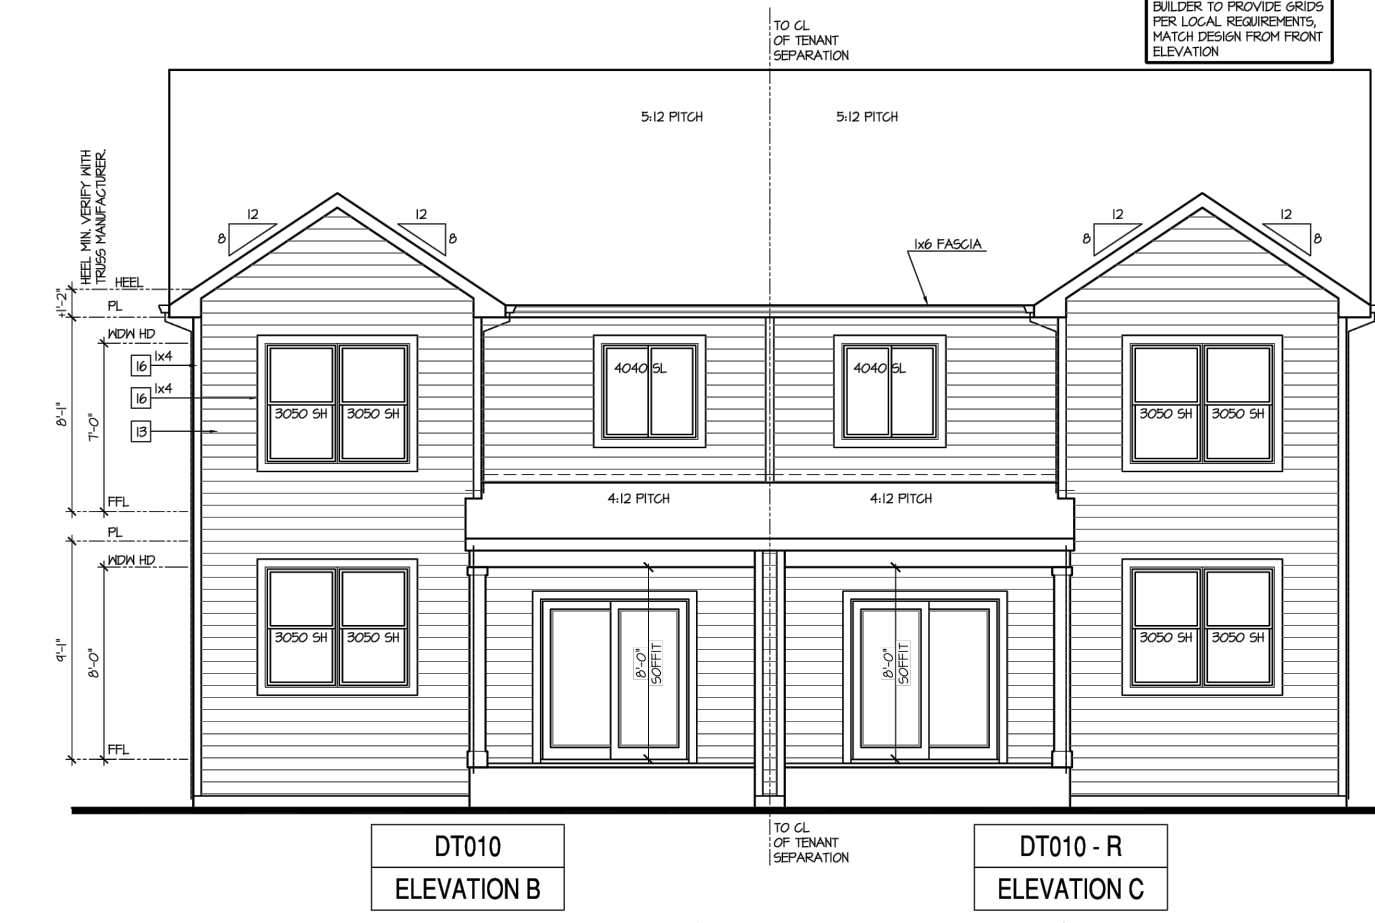 BUILDER TO PROVIDE GRIDS
PER LOCAL REQUIREMENTS,
MATCH DESIGN FROM FRONT
ELEVATION
TO CL
OF TENANT
SEPARATION
5:12 PITCH
5:12 PITCH
HEEL MIN. VERIFY WITH
TRUSS MANUFACTURER.
12
8
12
8
12
8
12
8
1x6 FASCIA
HEEL
±1'-2"
PL
WDW HD
1x4
16
1x4
16
13
8'-1"
7'-0"
FFL
3050 SH
3050 SH
4040 SL
4040 SL
3050 SH
3050 SH
4:12 PITCH
4:12 PITCH
PL
WDW HD
9'-1"
8'-0"
FFL
3050 SH
3050 SH
8'-0"
SOFFIT
8'-0"
SOFFIT
3050 SH
3050 SH
TO CL
OF TENANT
SEPARATION
DT010
ELEVATION B
DT010 - R
ELEVATION C